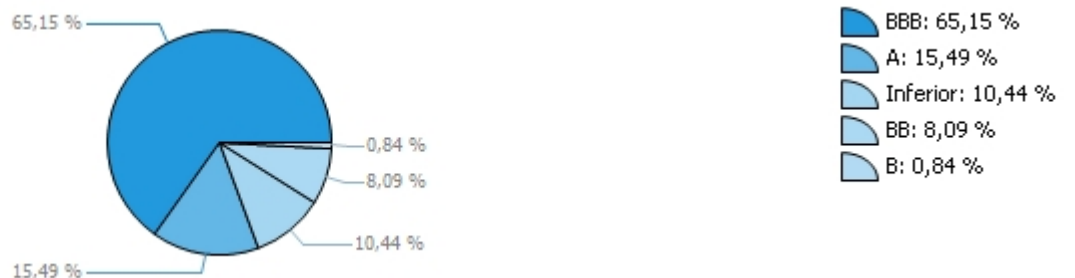 65,15 %
0,84 %
8,09 %
10,44 %
15,49 %
BBB: 65,15 %
A: 15,49 %
Inferior: 10,44 %
BB: 8,09 %
B: 0,84 %